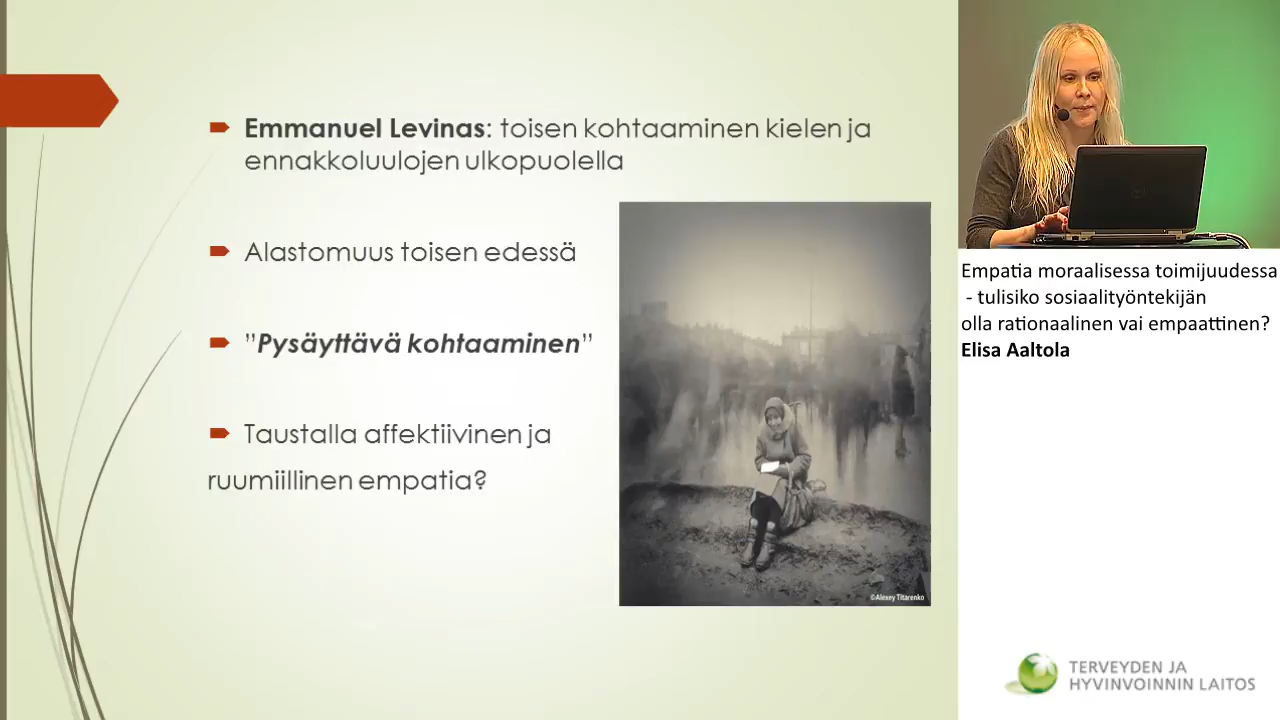 Emmanuel Levinas: toisen kohtaaminen kielen ja
ennakkoluulojen ulkopuolella
Alastomuus toisen edessä
”Pysäyttävä kohtaaminen”
Taustalla affektiivinen ja
ruumiillinen empatia?
©Alexey Titarenko
Empatia moraalisessa toimijuudessa
- tulisiko sosiaalityöntekijän
olla rationaalinen vai empaattinen?
Elisa Aaltola
TERVEYDEN JA
HYVINVOINNIN LAITOS